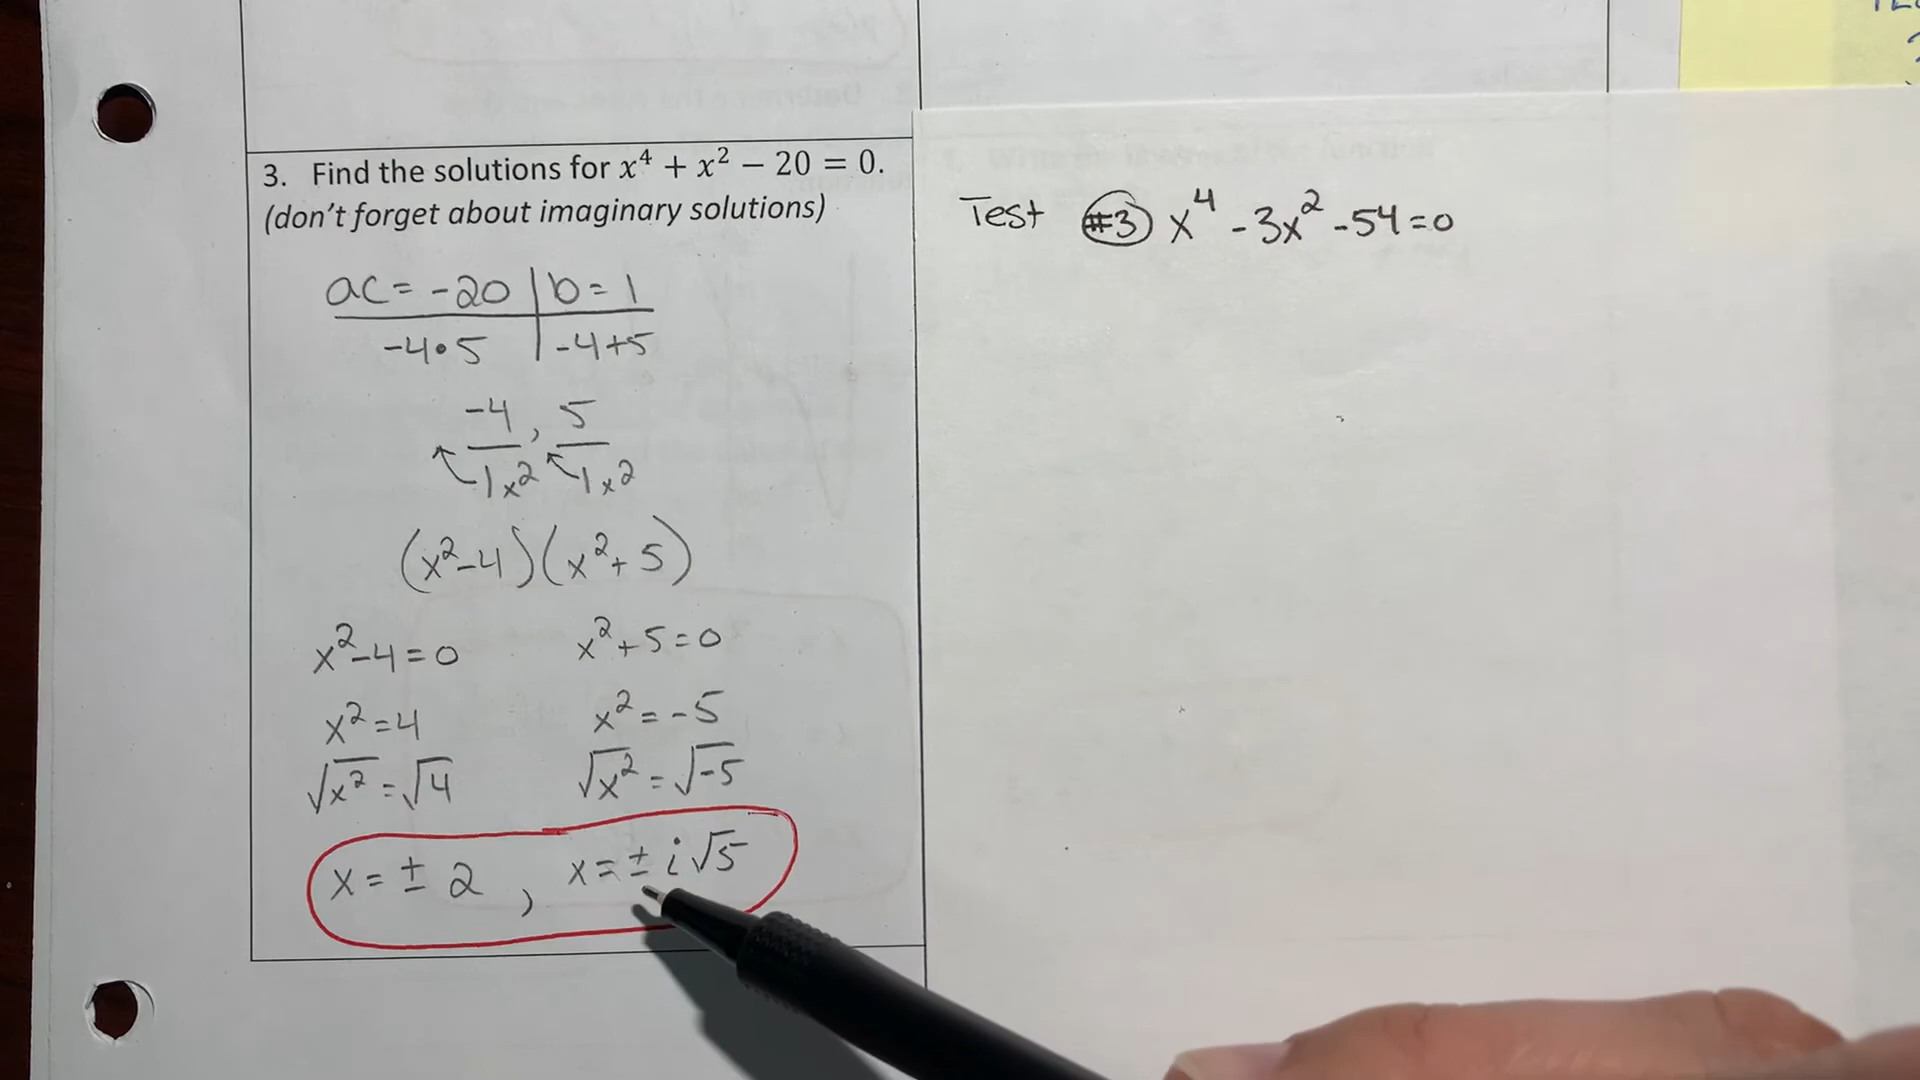 3. Find the solutions for x⁴ + x² − 20 = 0.
(don't forget about imaginary solutions)
ac = -20 | b = 1
-4•5 | -4+5
-4/1x², 5/1x²
(x²-4)(x²+5)
x²-4=0 x²+5=0
x²=4 x²=-5
√x²=√4 √x²=√-5
x=±2, x=±i√5
Test #3 x⁴-3x²-54=0